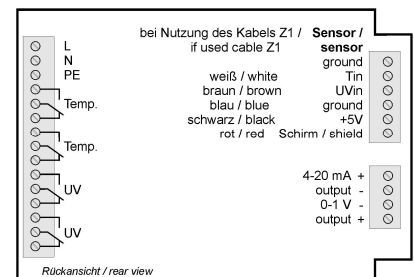 bei Nutzung des Kabels Z1 / Sensor /
if used cable Z1 sensor
L
N
PE
Temp.
Temp.
UV
UV
ground
weiß / white Tin
braun / brown UVin
blau / blue ground
schwarz / black +5V
rot / red Schirm / shield
4-20 mA +
output -
0-1 V -
output +
Rückansicht / rear view